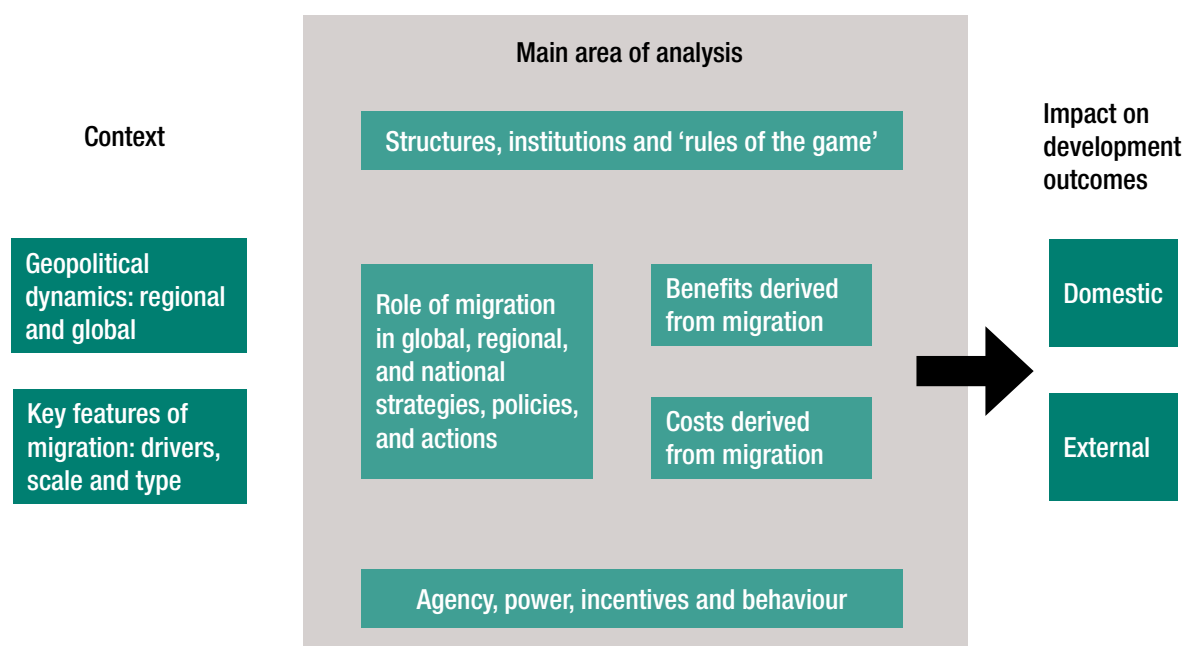 Main area of analysis
Context
Structures, institutions and ‘rules of the game’
Impact on
development
outcomes
Geopolitical
dynamics: regional
and global
Key features of
migration: drivers,
scale and type
Role of migration
in global, regional,
and national
strategies, policies,
and actions
Benefits derived
from migration
Costs derived
from migration
Domestic
External
Agency, power, incentives and behaviour